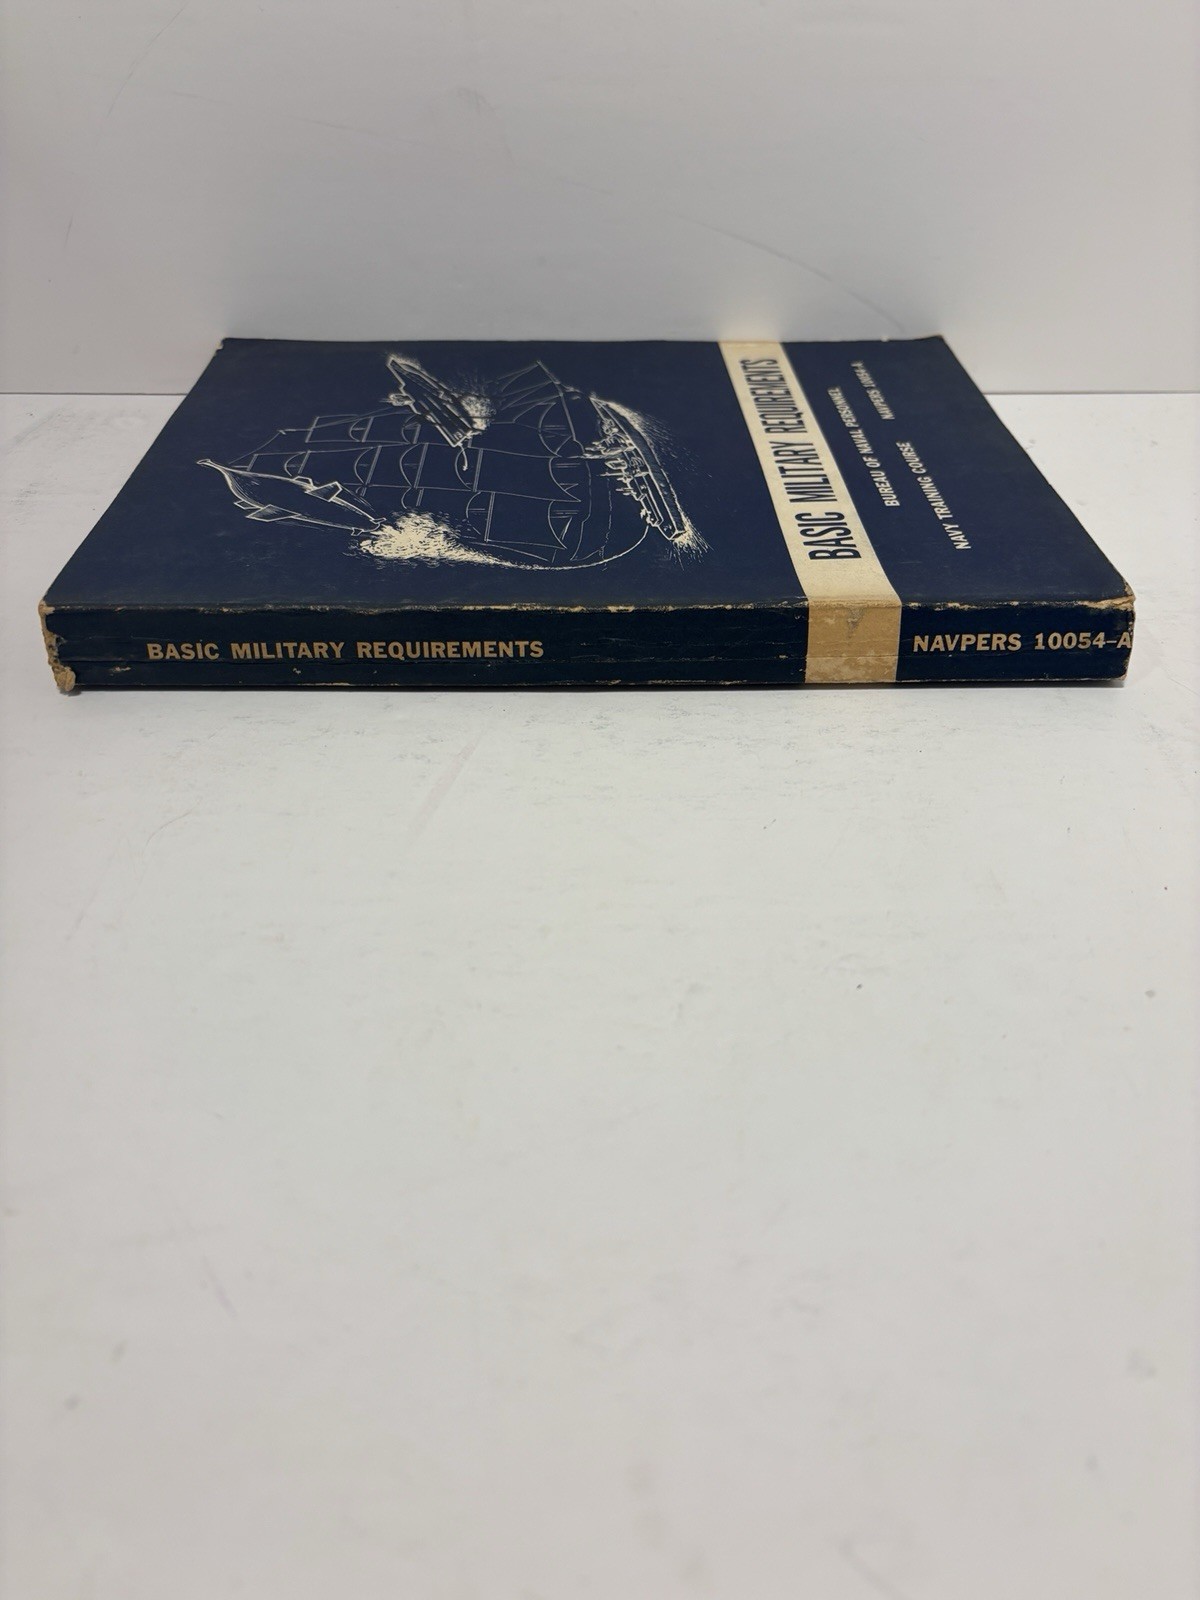 BASIC MILITARY REQUIREMENTS
BUREAU OF NAVAL PERSONNEL
NAVY TRAINING COURSE NAVPERS 10054-A
BASIC MILITARY REQUIREMENTS NAVPERS 10054-A